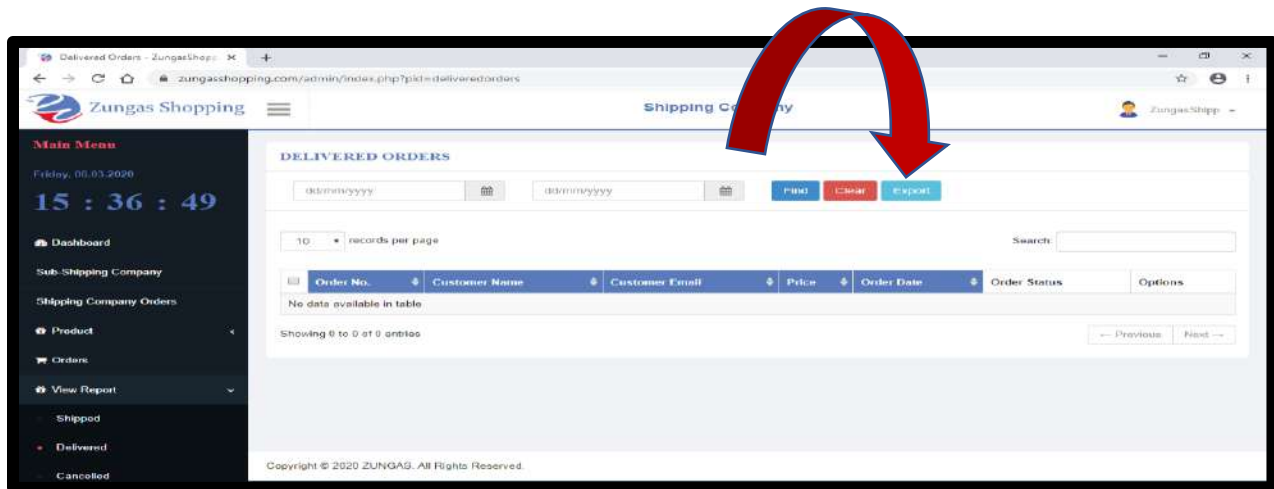 Delivered Orders - ZungasShopp
zungasshopping.com/admin/index.php?pid=deliveredorders
Zungas Shopping
Shipping Co ny
ZungasShipp
Main Menu
Friday, 06.03.2020
15 : 36 : 49
Dashboard
Sub-Shipping Company
Shipping Company Orders
Product
Orders
View Report
Shipped
Delivered
Cancelled
DELIVERED ORDERS
dd/mm/yyyy dd/mm/yyyy Find Clear Export
10 records per page Search:
Order No. Customer Name Customer Email Price Order Date Order Status Options
No data available in table
Showing 0 to 0 of 0 entries ← Previous Next →
Copyright © 2020 ZUNGAS. All Rights Reserved.